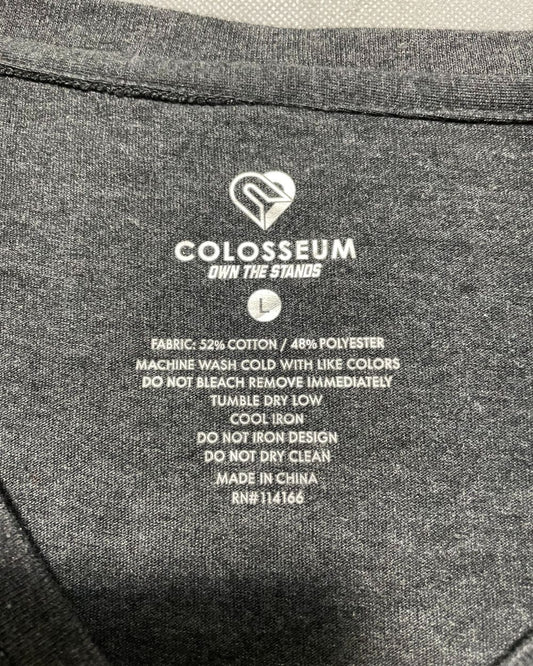 COLOSSEUM
OWN THE STANDS
L
FABRIC: 52% COTTON / 48% POLYESTER
MACHINE WASH COLD WITH LIKE COLORS
DO NOT BLEACH REMOVE IMMEDIATELY
TUMBLE DRY LOW
COOL IRON
DO NOT IRON DESIGN
DO NOT DRY CLEAN
MADE IN CHINA
RN#114166